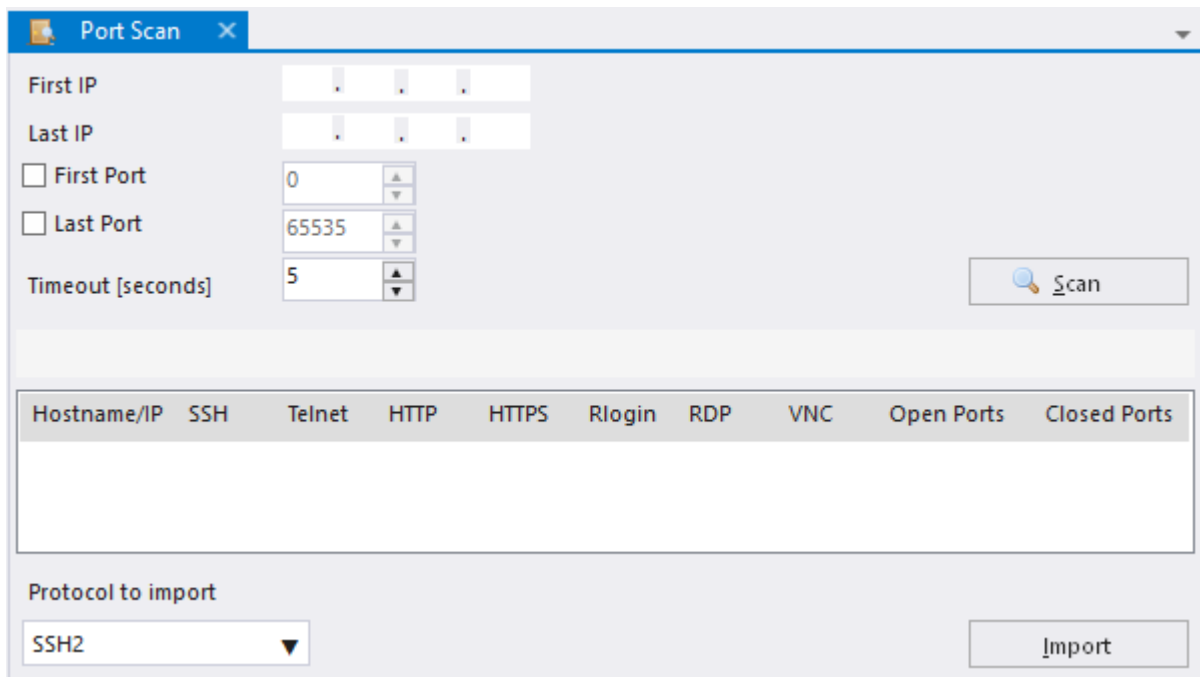 Port Scan ×
First IP . . .
Last IP . . .
First Port 0
Last Port 65535
Timeout [seconds] 5
Scan
Hostname/IP SSH Telnet HTTP HTTPS Rlogin RDP VNC Open Ports Closed Ports
Protocol to import
SSH2
Import